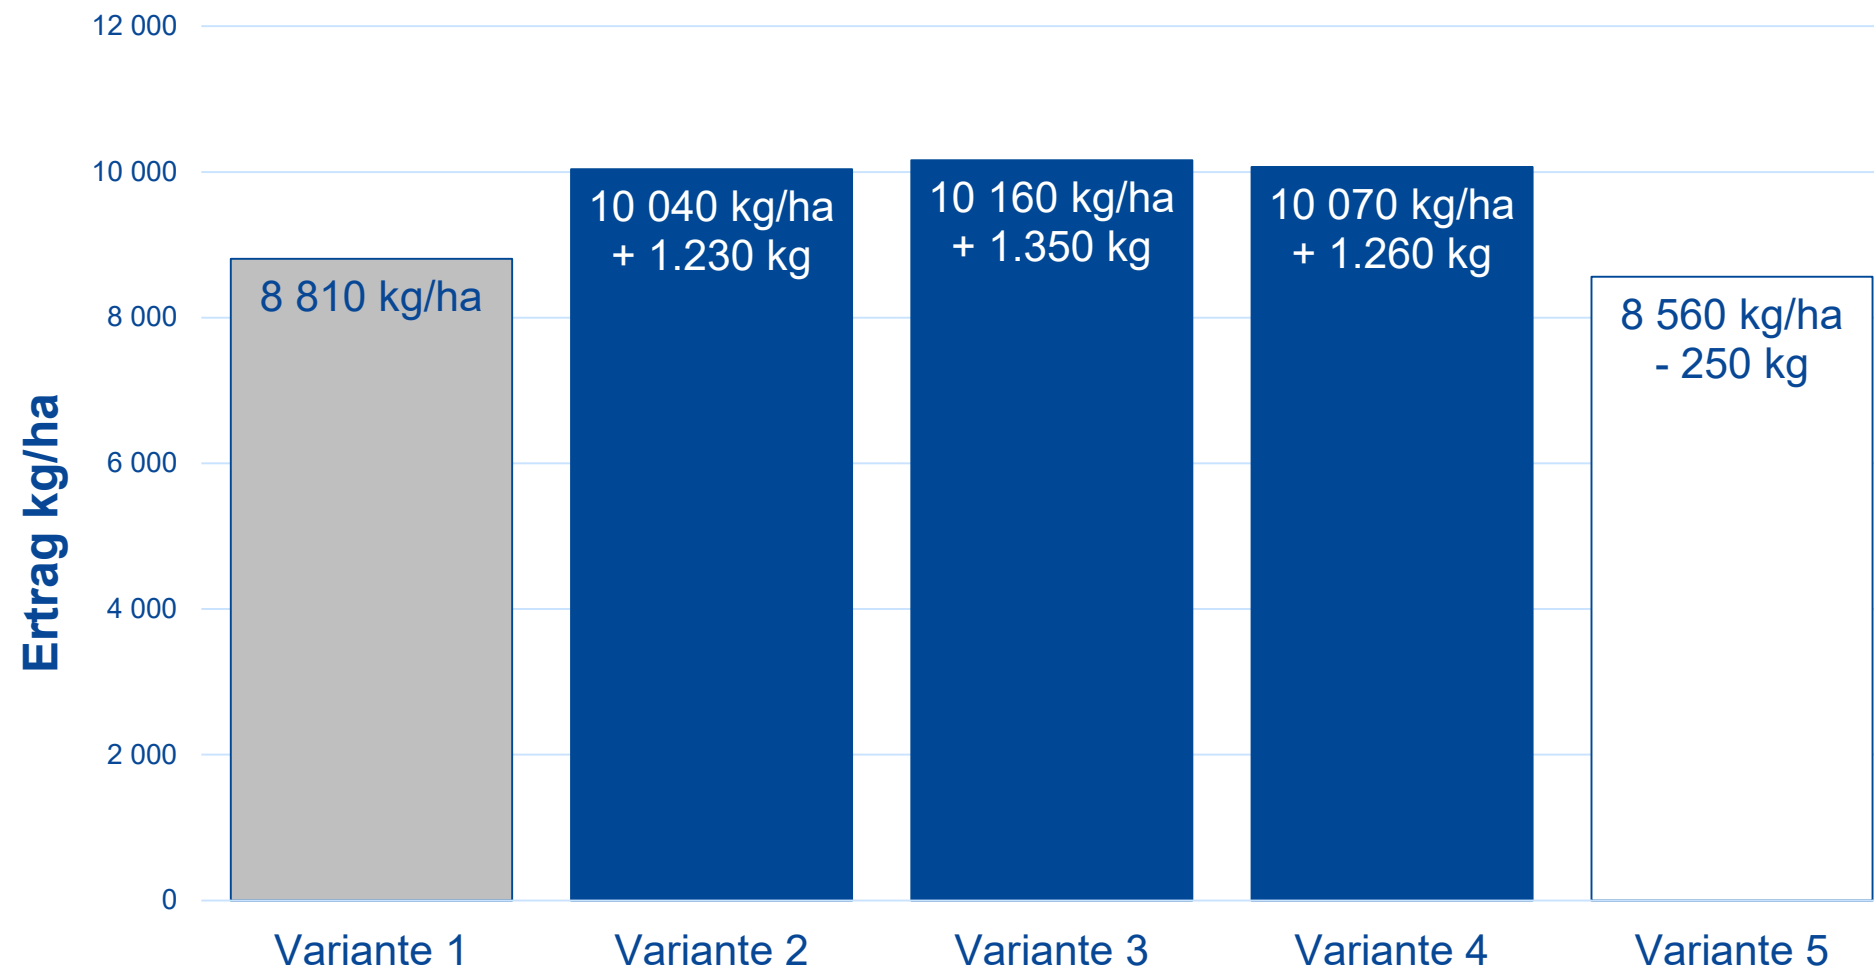 12 000
10 000
8 000
6 000
4 000
2 000
0
Ertrag kg/ha
8 810 kg/ha
10 040 kg/ha
+ 1.230 kg
10 160 kg/ha
+ 1.350 kg
10 070 kg/ha
+ 1.260 kg
8 560 kg/ha
- 250 kg
Variante 1
Variante 2
Variante 3
Variante 4
Variante 5